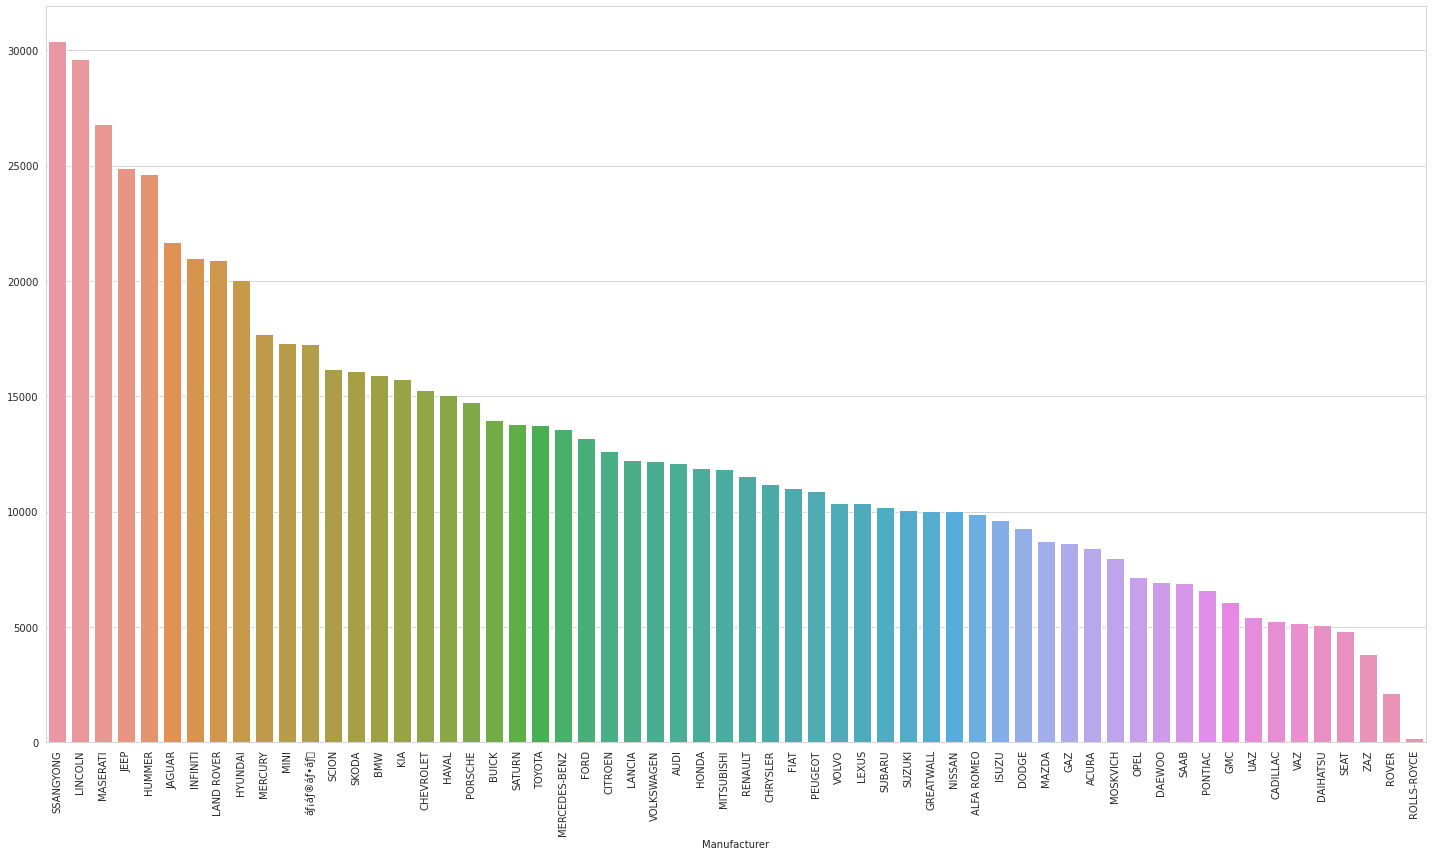 30000
25000
20000
15000
10000
5000
0
SSANGYONG
LINCOLN
MASERATI
JEEP
HUMMER
JAGUAR
INFINITI
LAND ROVER
HYUNDAI
MERCURY
MINI
SCION
SKODA
BMW
KIA
CHEVROLET
HAVAL
PORSCHE
BUICK
SATURN
TOYOTA
MERCEDES-BENZ
FORD
CITROEN
LANCIA
VOLKSWAGEN
AUDI
HONDA
MITSUBISHI
RENAULT
CHRYSLER
FIAT
PEUGEOT
VOLVO
LEXUS
SUBARU
SUZUKI
GREATWALL
NISSAN
ALFA ROMEO
ISUZU
DODGE
MAZDA
GAZ
ACURA
MOSKVICH
OPEL
DAEWOO
SAAB
PONTIAC
GMC
UAZ
CADILLAC
VAZ
DAIHATSU
SEAT
ZAZ
ROVER
ROLLS-ROYCE
Manufacturer